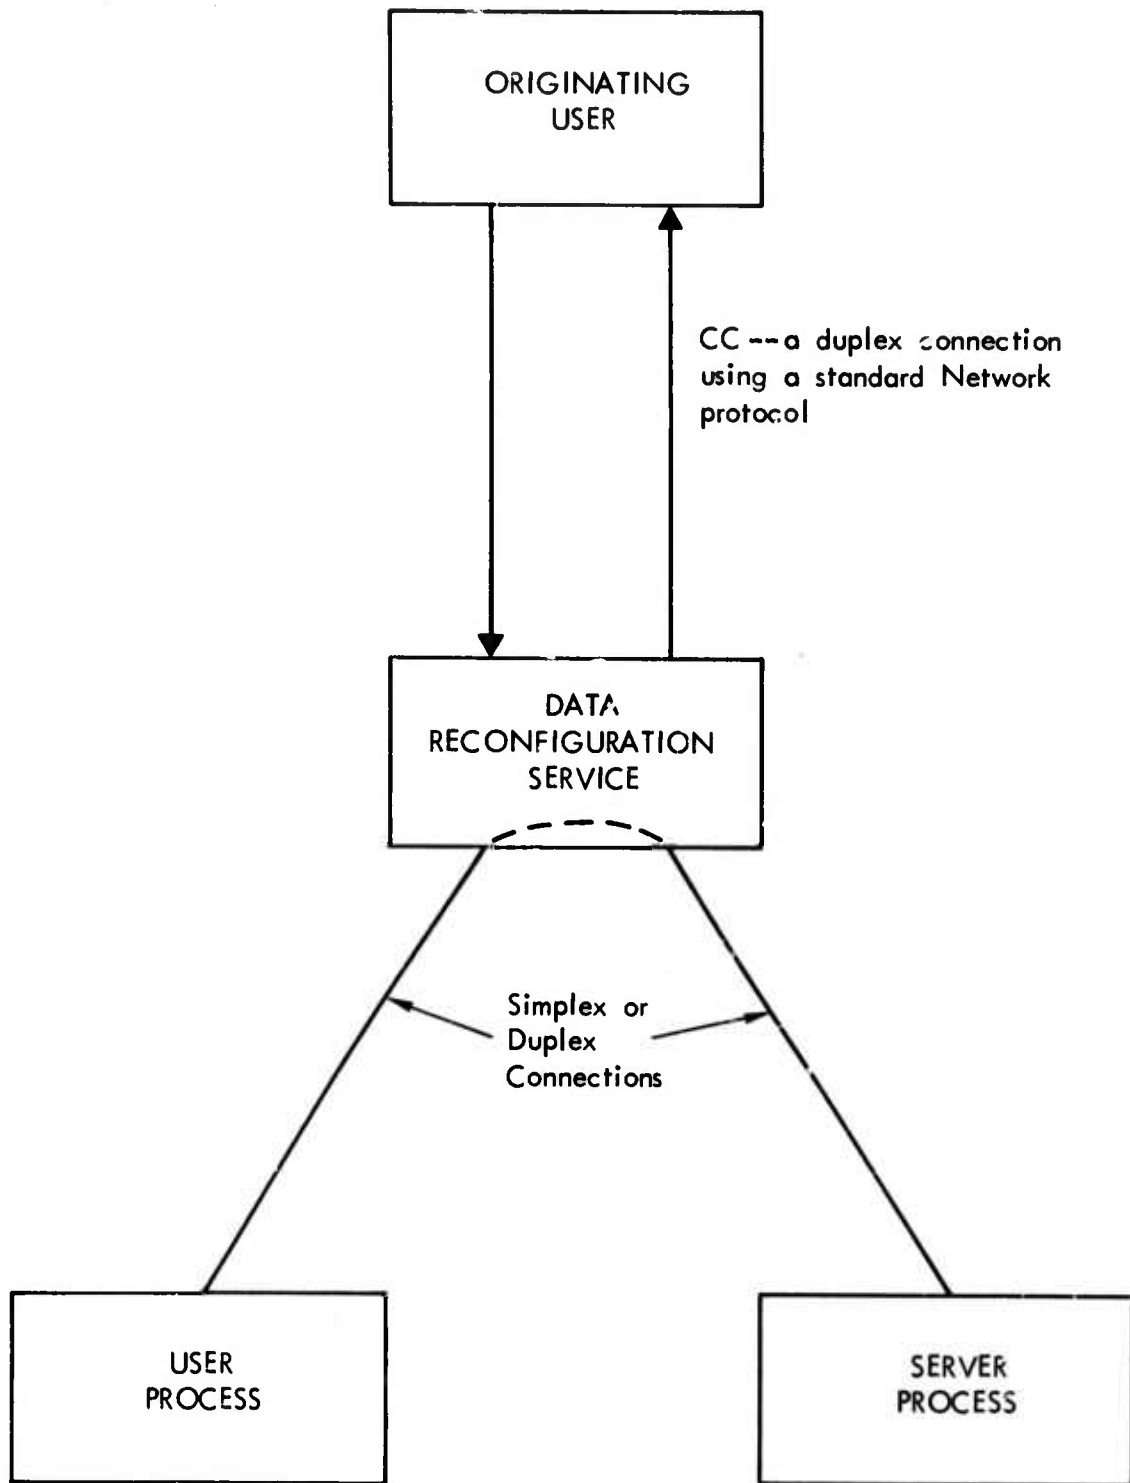 ORIGINATING
USER
CC--a duplex connection
using a standard Network
protocol
DATA
RECONFIGURATION
SERVICE
Simplex or
Duplex
Connections
USER
PROCESS
SERVER
PROCESS